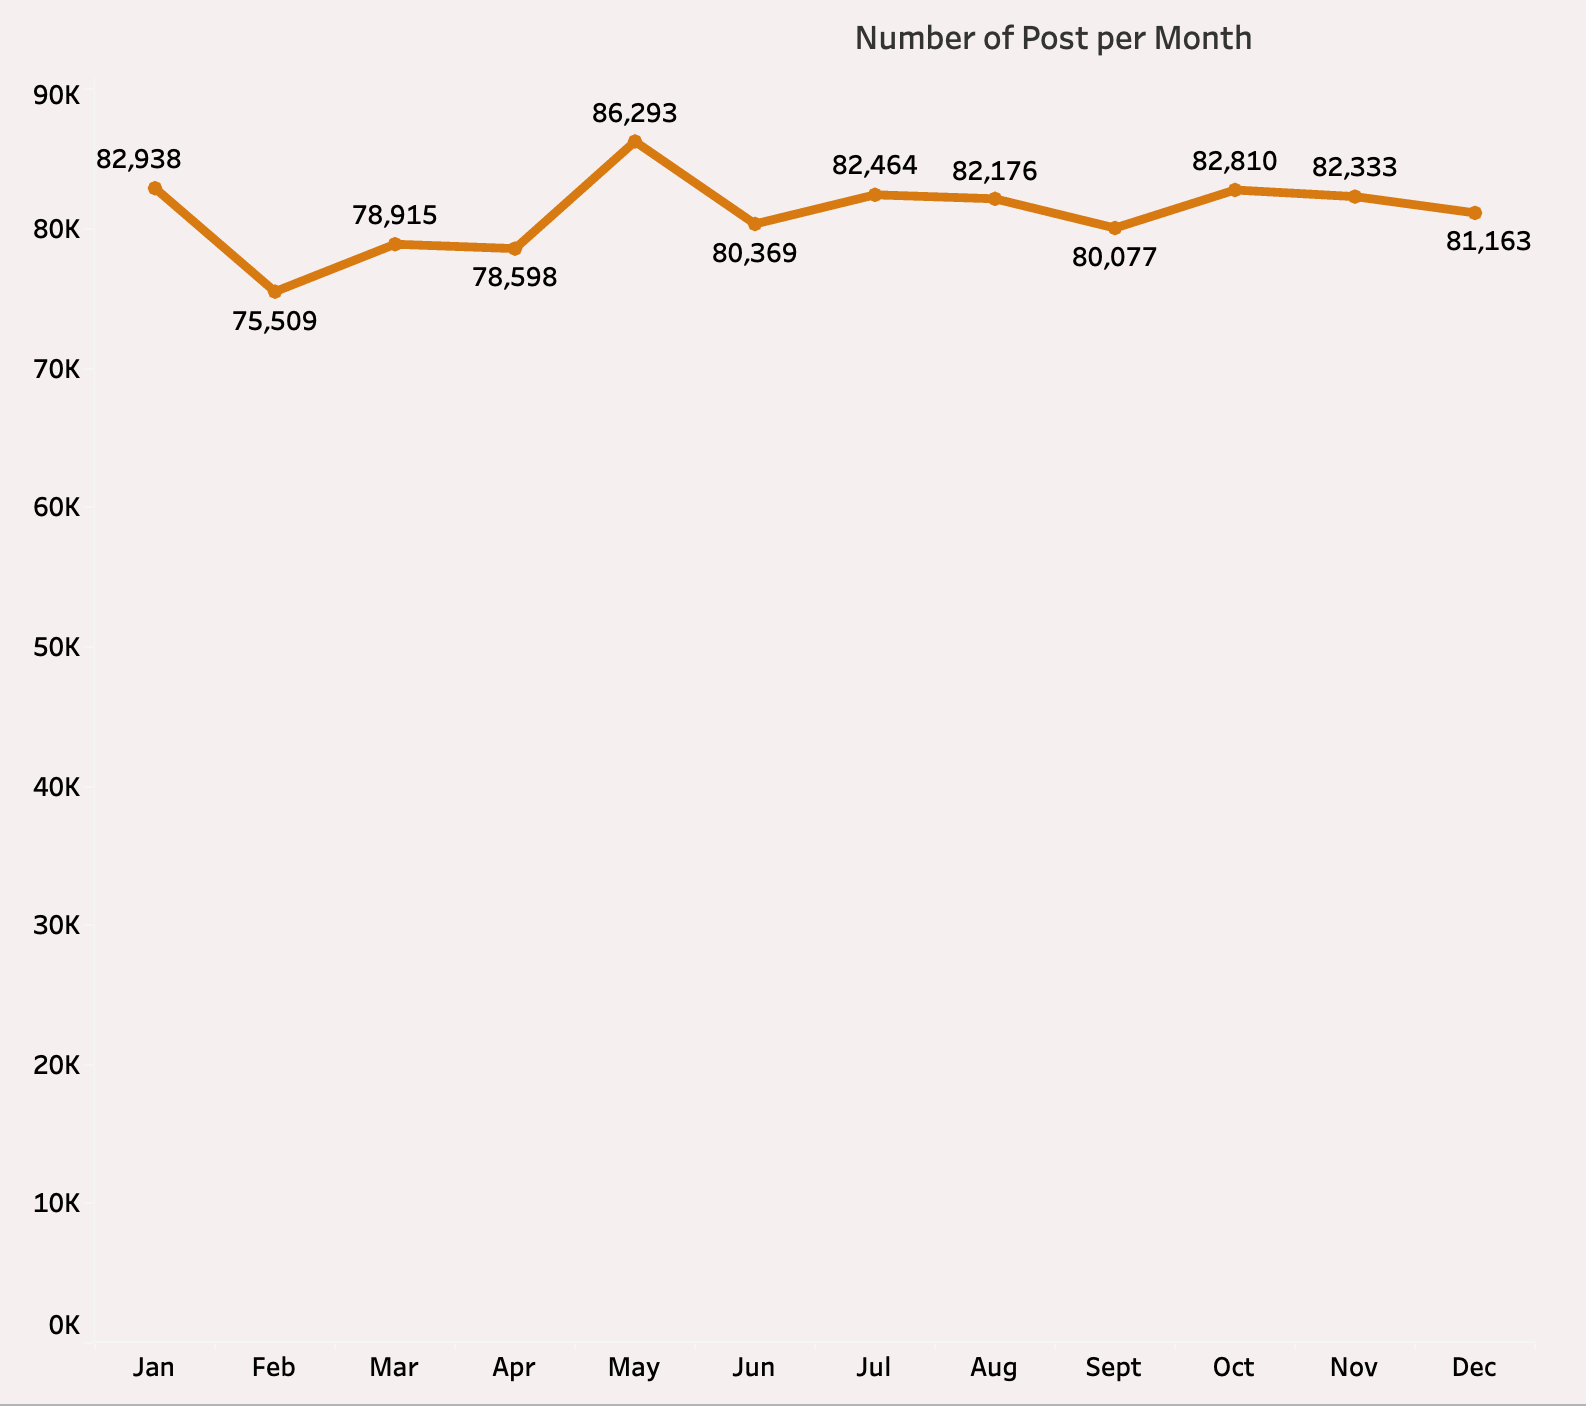 Number of Post per Month
90K
86,293
82,938
82,464
82,176
82,810
82,333
78,915
80K
81,163
80,369
80,077
78,598
75,509
70K
60K
50K
40K
30K
20K
10K
0K
Jan Feb Mar Apr May Jun Jul Aug Sept Oct Nov Dec